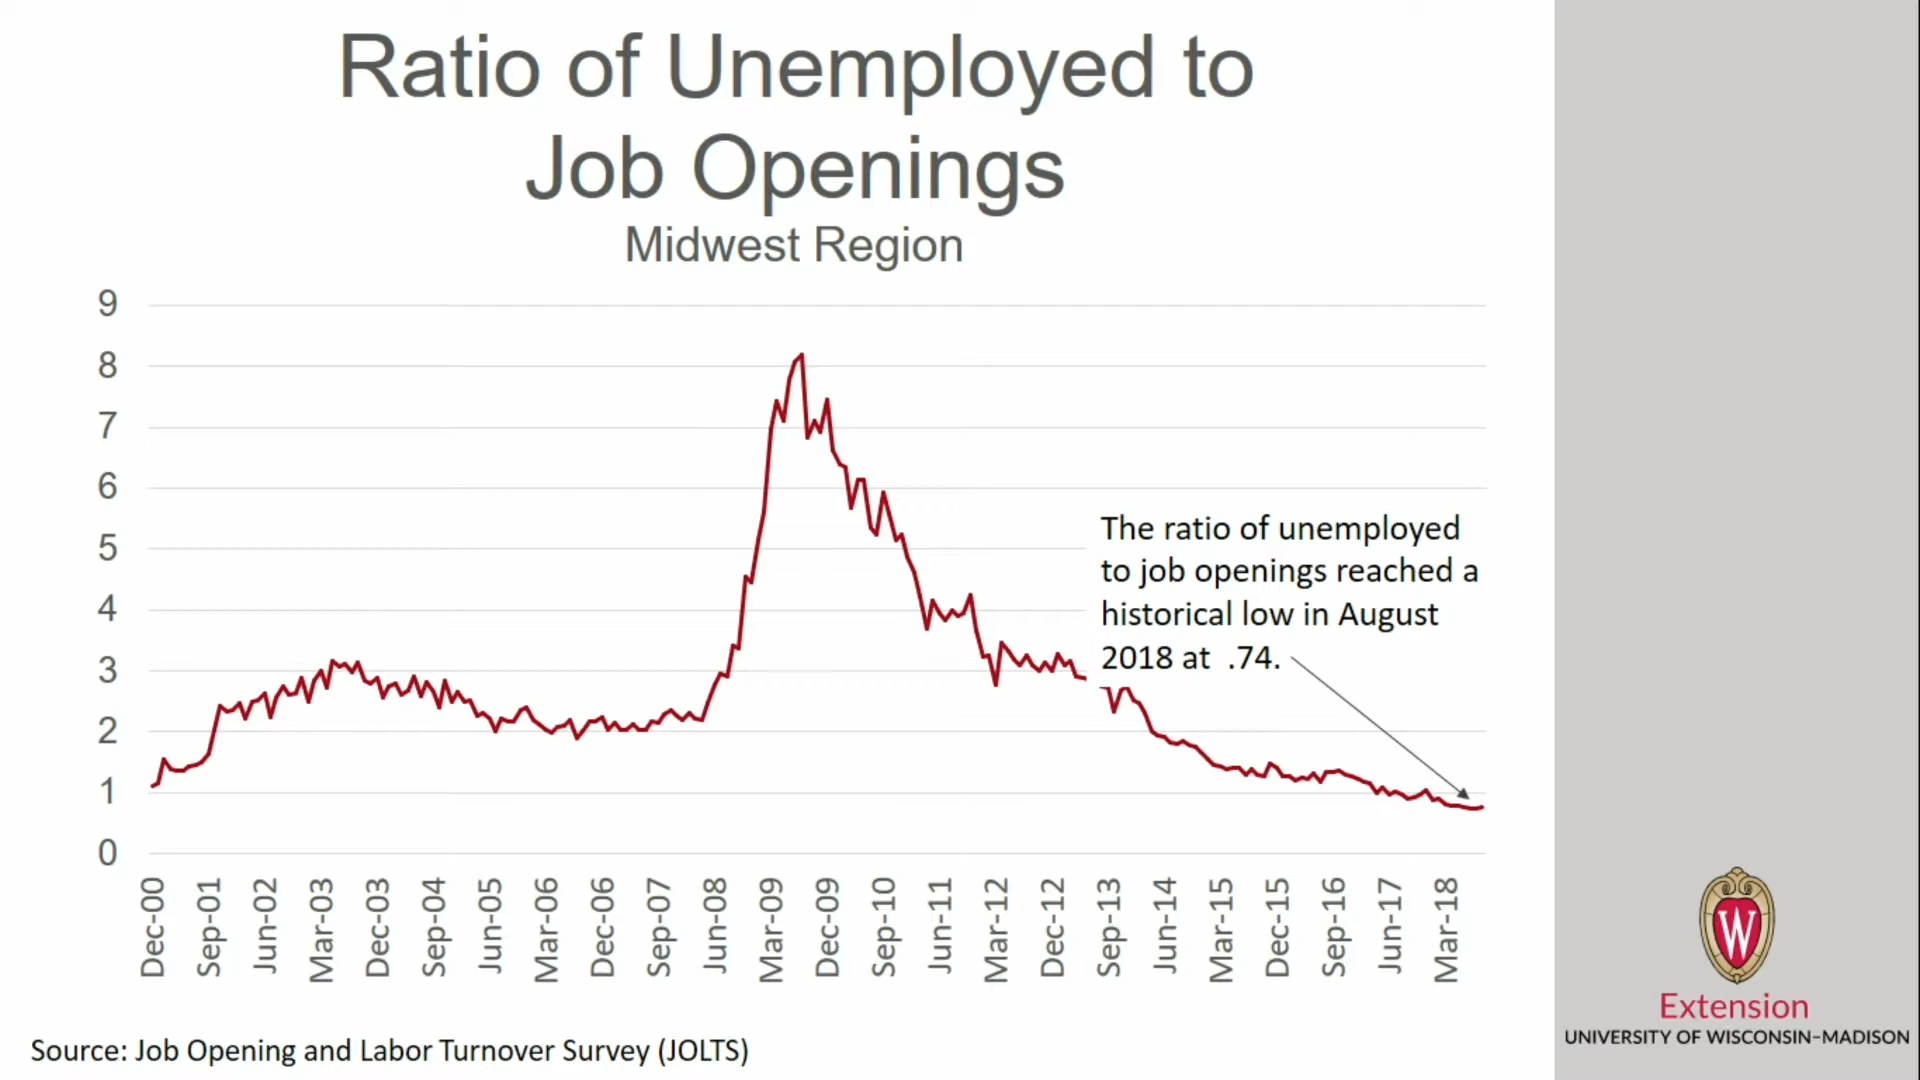 Ratio of Unemployed to
Job Openings
Midwest Region
9
8
7
6
5
4
3
2
1
0
The ratio of unemployed
to job openings reached a
historical low in August
2018 at .74.
Dec-00
Sep-01
Jun-02
Mar-03
Dec-03
Sep-04
Jun-05
Mar-06
Dec-06
Sep-07
Jun-08
Mar-09
Dec-09
Sep-10
Jun-11
Mar-12
Dec-12
Sep-13
Jun-14
Mar-15
Dec-15
Sep-16
Jun-17
Mar-18
Source: Job Opening and Labor Turnover Survey (JOLTS)
W
Extension
UNIVERSITY OF WISCONSIN–MADISON